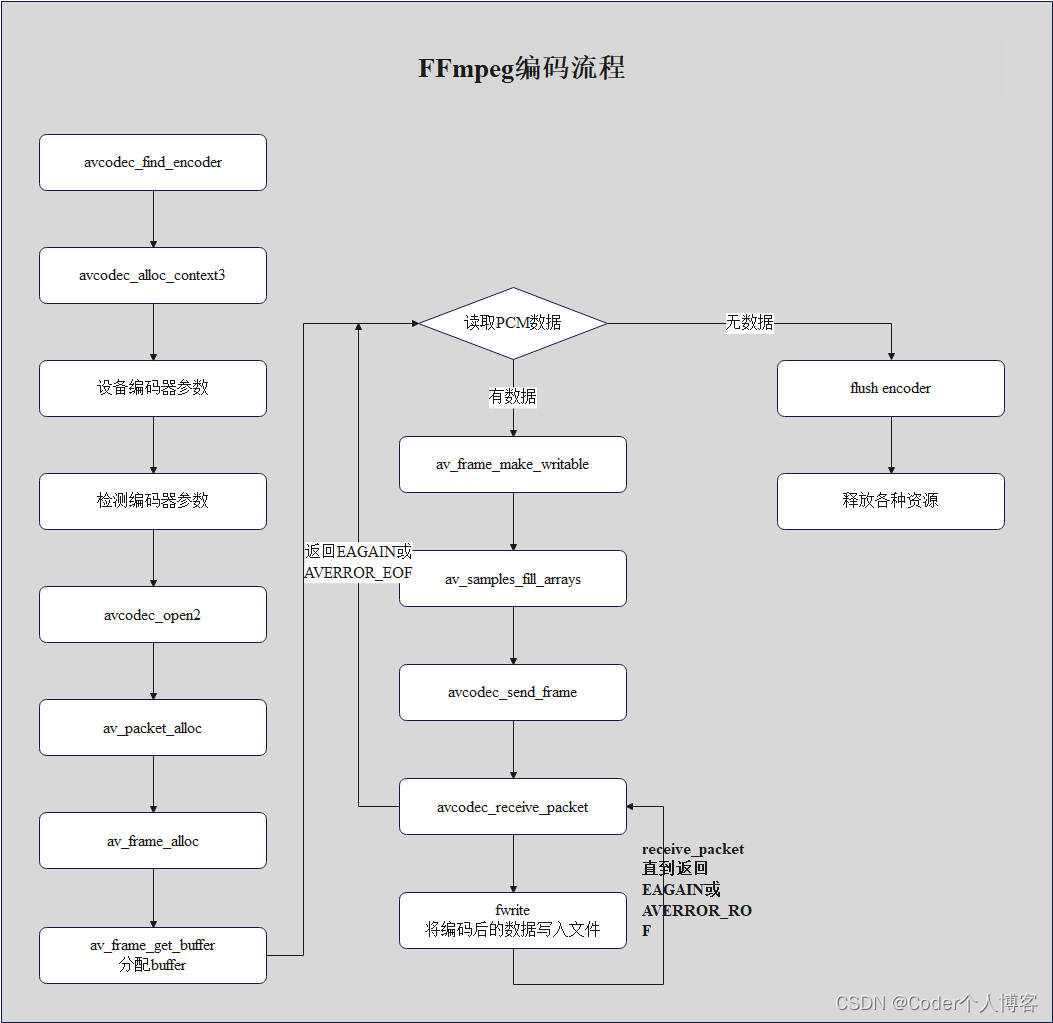 FFmpeg编码流程
avcodec_find_encoder
avcodec_alloc_context3
设备编码器参数
检测编码器参数
avcodec_open2
av_packet_alloc
av_frame_alloc
av_frame_get_buffer
分配buffer
读取PCM数据
有数据
av_frame_make_writable
av_samples_fill_arrays
avcodec_send_frame
avcodec_receive_packet
fwrite
将编码后的数据写入文件
返回EAGAIN或
AVERROR_EOF
receive_packet
直到返回
EAGAIN或
AVERROR_RO
F
无数据
flush encoder
释放各种资源
CSDN @Coder个人博客